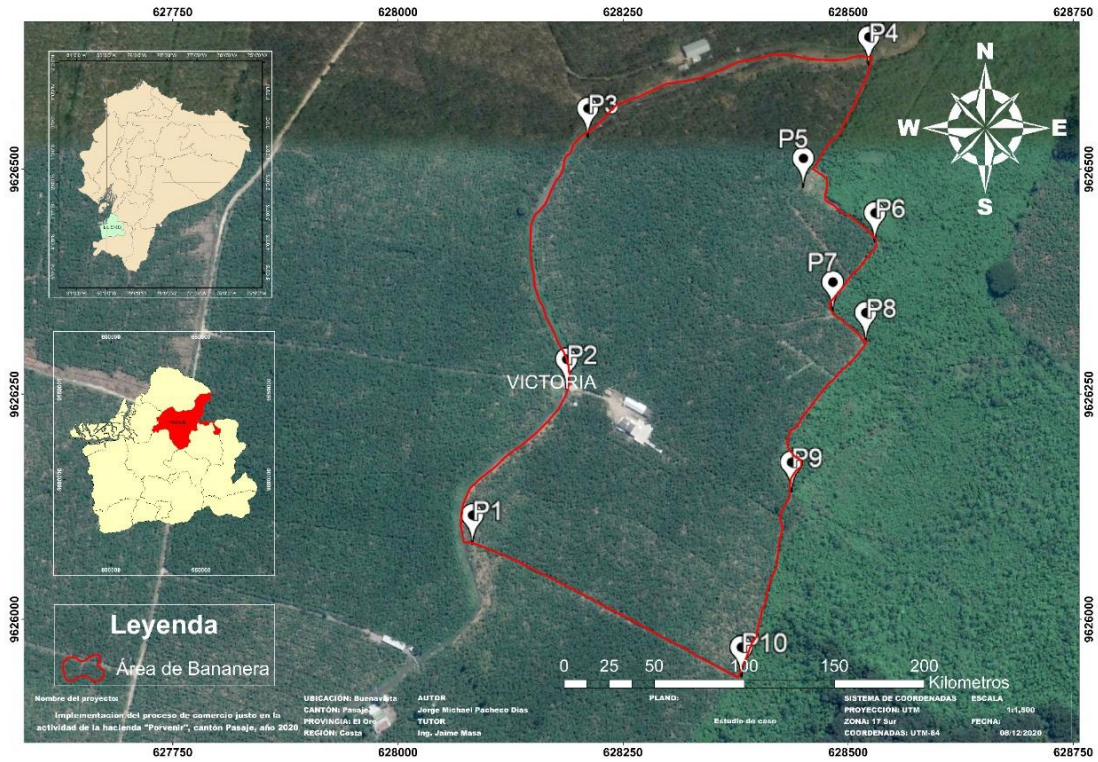 627750 628000 628250 628500 628750
N
W E
S
P4
P3
P5
P6
P7
P8
P2
VICTORIA
P9
P1
P10
9626500 9626500
9626250 9626250
9626000 9626000
Leyenda
Área de Bananera
0 25 50 100 150 200
Kilometros
Nombre del proyecto:
Implementación del proceso de comercio justo en la
actividad de la hacienda "Porvenir", cantón Pasaje, año 2020
UBICACIÓN: Buenavista
CANTÓN: Pasaje
PROVINCIA: El Oro
REGIÓN: Costa
AUTOR
Jorge Michael Pacheco Dias
TUTOR
Ing. Jaime Masa
PLANO:
Estudio de caso
SISTEMA DE COORDENADAS
PROYECCIÓN: UTM
ZONA: 17 Sur
COORDENADAS: UTM-84
ESCALA
1:1,500
FECHA:
08/12/2020
627750 628000 628250 628500 628750